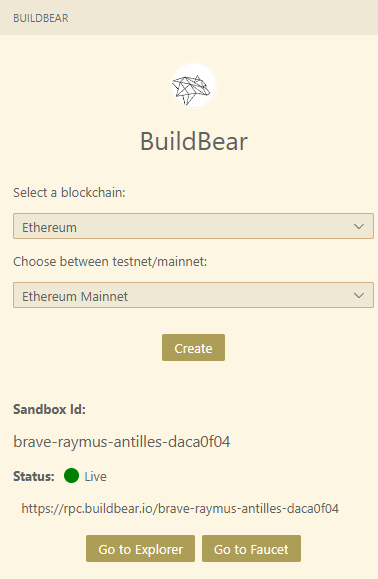 BUILDBEAR
BuildBear
Select a blockchain:
Ethereum
Choose between testnet/mainnet:
Ethereum Mainnet
Create
Sandbox Id:
brave-raymus-antilles-daca0f04
Status: Live
https://rpc.buildbear.io/brave-raymus-antilles-daca0f04
Go to Explorer Go to Faucet